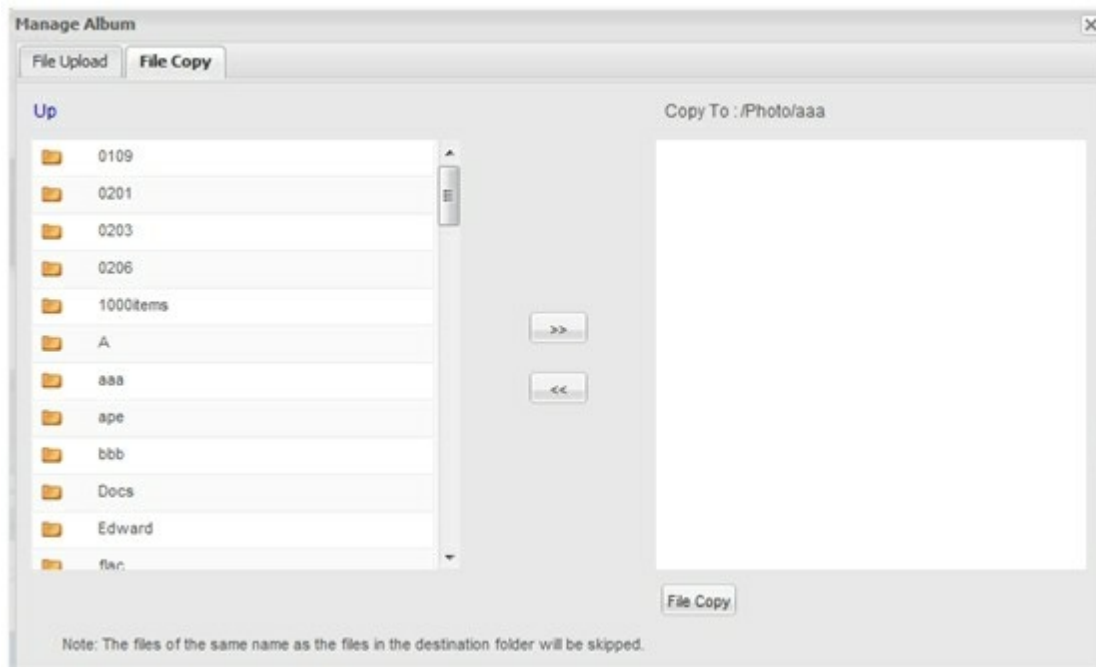 Manage Album
File Upload File Copy
Up
Copy To : /Photo/aaa
0109
0201
0203
0206
1000items
A
aaa
ape
bbb
Docs
Edward
flac
>>
<<
File Copy
Note: The files of the same name as the files in the destination folder will be skipped.